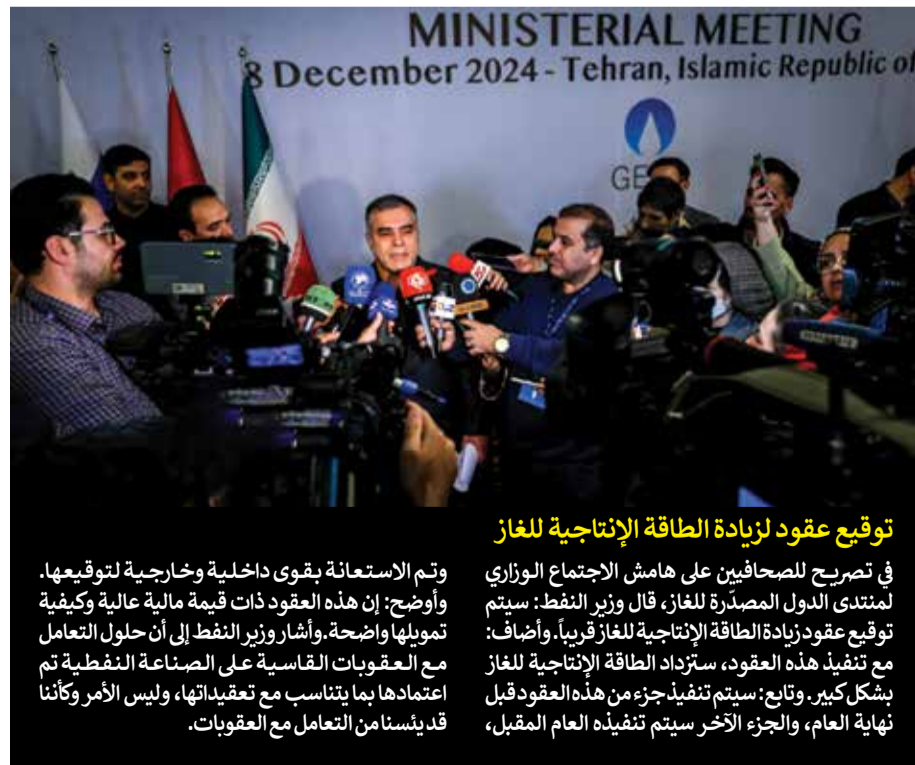 MINISTERIAL MEETING
8 December 2024 - Tehran, Islamic Republic of
GE
توقيع عقود لزيادة الطاقة الإنتاجية للغاز
في تصريح للصحافيين على هامش الاجتماع الوزاري
لمنتدى الدول المصدّرة للغاز، قال وزير النفط: سيتم
توقيع عقود زيادة الطاقة الإنتاجية للغاز قريباً. وأضاف:
مع تنفيذ هذه العقود، ستزداد الطاقة الإنتاجية للغاز
بشكل كبير. وتابع: سيتم تنفيذ جزء من هذه العقود قبل
نهاية العام، والجزء الآخر سيتم تنفيذه العام المقبل،
وتم الاستعانة بقوى داخلية وخارجية لتوقيعها.
وأوضح: إن هذه العقود ذات قيمة مالية عالية وكيفية
تمويلها واضحة. وأشار وزير النفط إلى أن حلول التعامل
مع العقوبات القاسية على الصناعة النفطية تم
اعتمادها بما يتناسب مع تعقيداتها، وليس الأمر وكأننا
قد يئسنا من التعامل مع العقوبات.